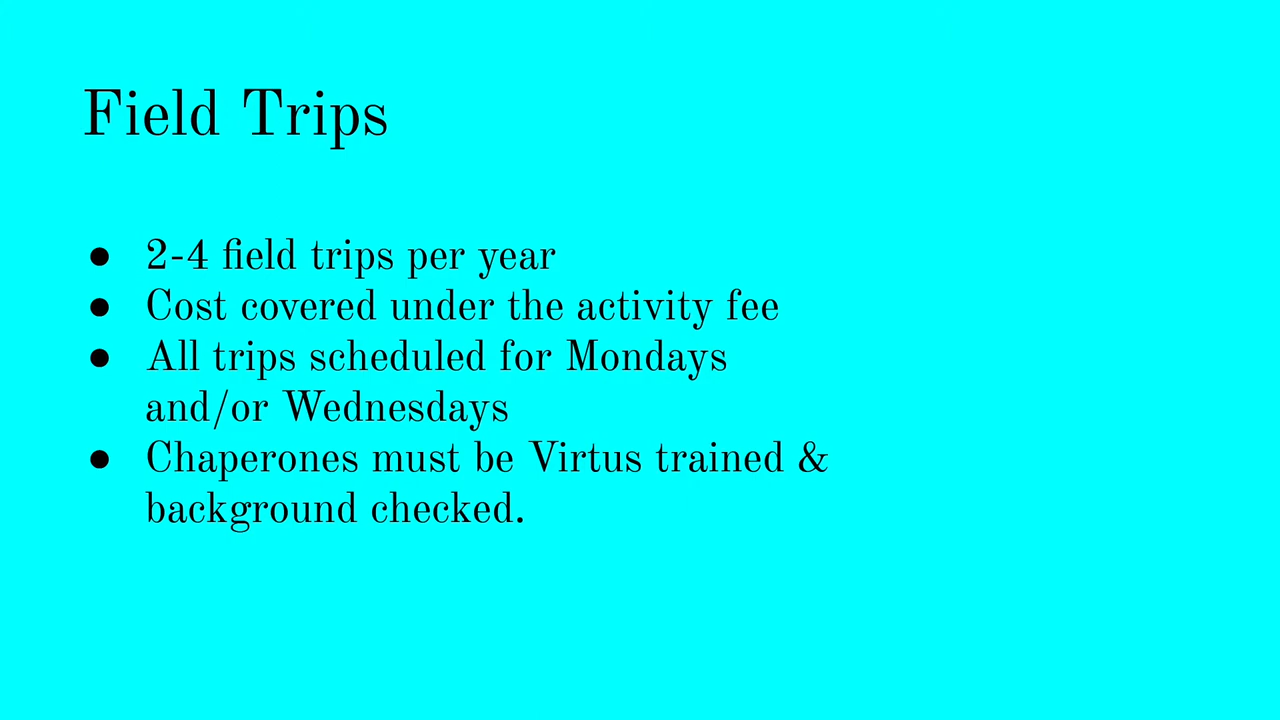 Field Trips
● 2-4 field trips per year
● Cost covered under the activity fee
● All trips scheduled for Mondays
and/or Wednesdays
● Chaperones must be Virtus trained &
background checked.